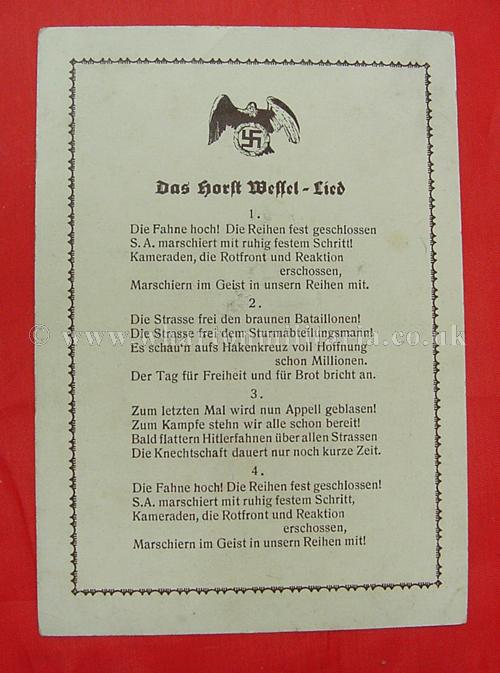 Das Horst Wessel-Lied
1.
Die Fahne hoch! Die Reihen fest geschlossen
S. A. marschiert mit ruhig festem Schritt!
Kameraden, die Rotfront und Reaktion
erschossen,
Marschiern im Geist in unsern Reihen mit.
2.
Die Strasse frei den braunen Bataillonen!
Die Strasse frei dem Sturmabteilungsmann!
Es schau'n aufs Hakenkreuz voll Hoffnung
schon Millionen.
Der Tag für Freiheit und für Brot bricht an.
3.
Zum letzten Mal wird nun Appell geblasen!
Zum Kampfe stehn wir alle schon bereit!
Bald flattern Hitlerfahnen über allen Strassen
Die Knechtschaft dauert nur noch kurze Zeit.
4.
Die Fahne hoch! Die Reihen fest geschlossen!
S. A. marschiert mit ruhig festem Schritt,
Kameraden, die Rotfront und Reaktion
erschossen,
Marschiern im Geist in unsern Reihen mit!